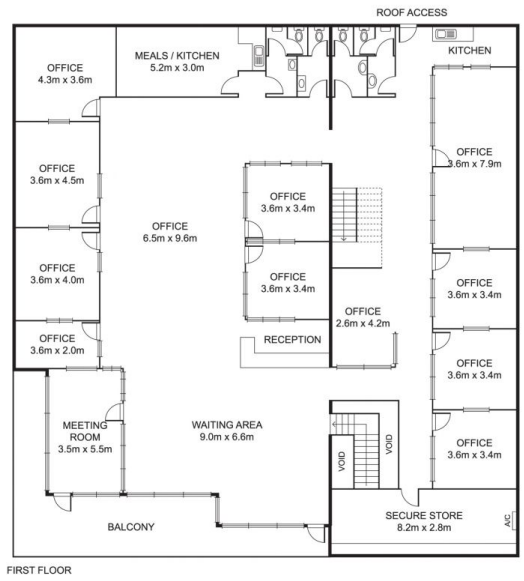 ROOF ACCESS
OFFICE
4.3m x 3.6m
MEALS / KITCHEN
5.2m x 3.0m
KITCHEN
OFFICE
3.6m x 4.5m
OFFICE
3.6m x 7.9m
OFFICE
6.5m x 9.6m
OFFICE
3.6m x 3.4m
OFFICE
3.6m x 4.0m
OFFICE
3.6m x 3.4m
OFFICE
3.6m x 3.4m
OFFICE
2.6m x 4.2m
RECEPTION
OFFICE
3.6m x 2.0m
OFFICE
3.6m x 3.4m
MEETING
ROOM
3.5m x 5.5m
WAITING AREA
9.0m x 6.6m
VOID
VOID
OFFICE
3.6m x 3.4m
SECURE STORE
8.2m x 2.8m
A/C
BALCONY
FIRST FLOOR